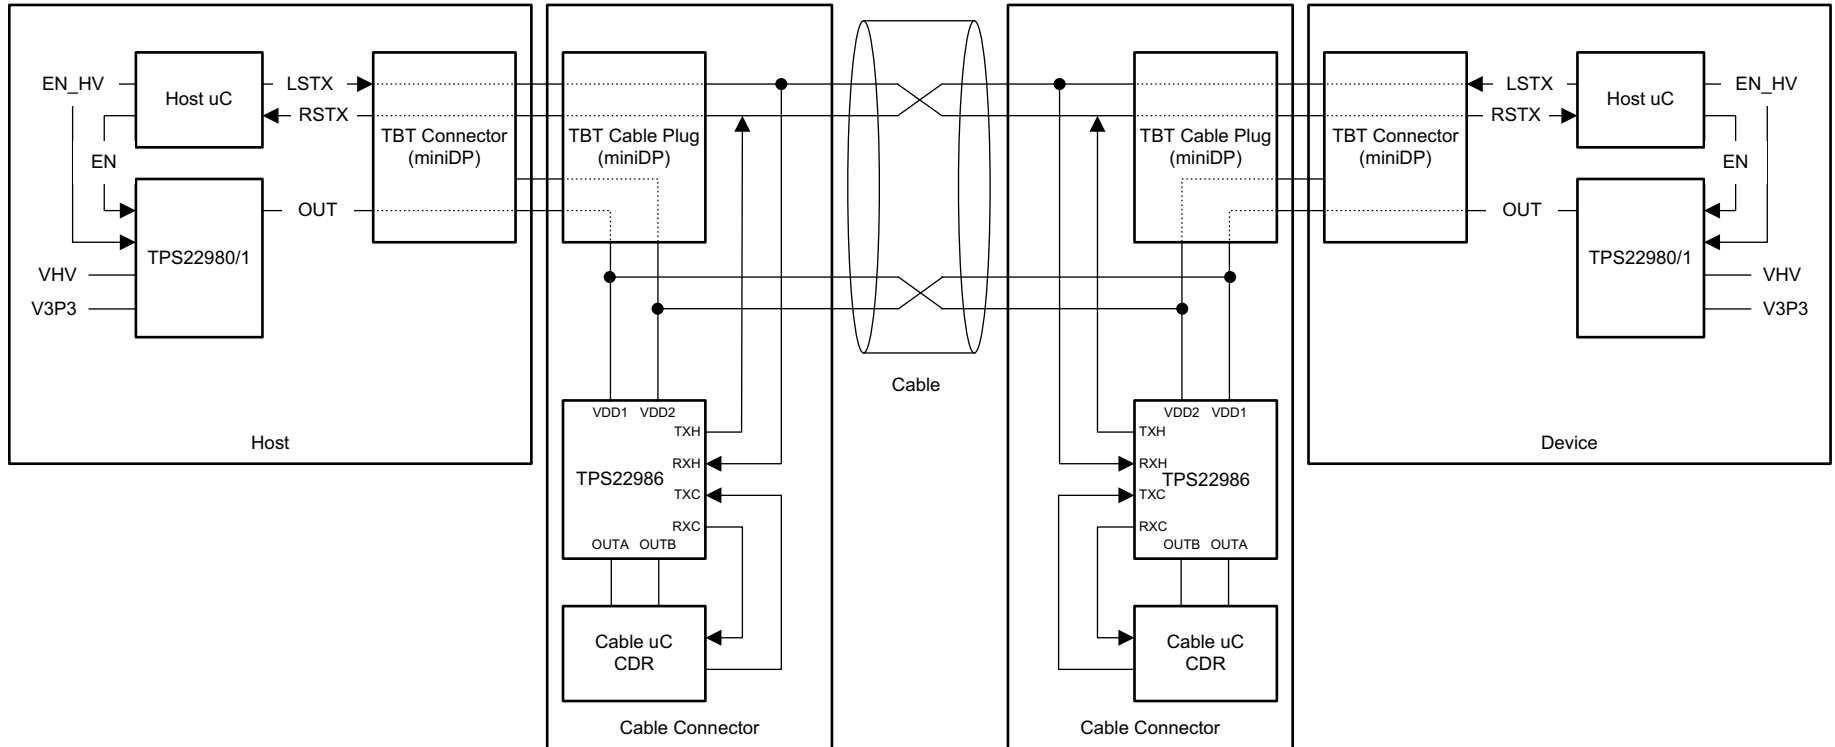 EN_HV
Host uC
LSTX
RSTX
EN
TBT Connector
(miniDP)
OUT
TPS22980/1
VHV
V3P3
Host
TBT Cable Plug
(miniDP)
VDD1 VDD2
TXH
RXH
TPS22986
TXC
RXC
OUTA OUTB
Cable uC
CDR
Cable Connector
Cable
TBT Cable Plug
(miniDP)
VDD2 VDD1
TXH
RXH
TPS22986
TXC
RXC
OUTB OUTA
Cable uC
CDR
Cable Connector
TBT Connector
(miniDP)
LSTX
RSTX
Host uC
EN_HV
EN
OUT
TPS22980/1
VHV
V3P3
Device